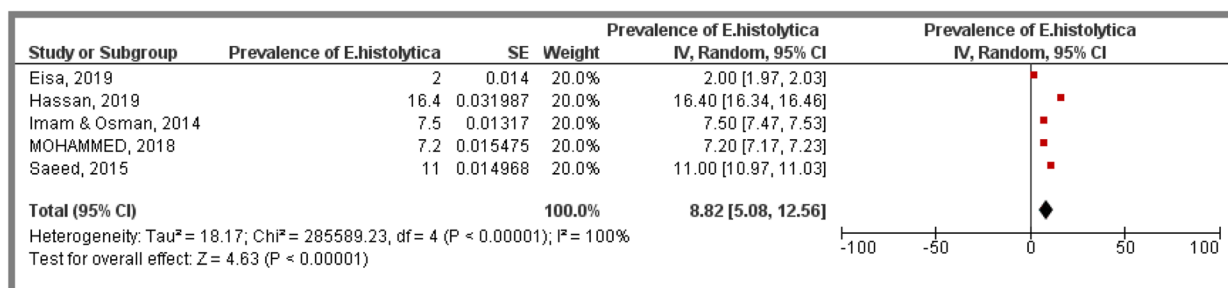 Prevalence of E.histolytica Prevalence of E.histolytica
Study or Subgroup Prevalence of E.histolytica SE Weight IV, Random, 95% CI IV, Random, 95% CI
Eisa, 2019 2 0.014 20.0% 2.00 [1.97, 2.03]
Hassan, 2019 16.4 0.031987 20.0% 16.40 [16.34, 16.46]
Imam & Osman, 2014 7.5 0.01317 20.0% 7.50 [7.47, 7.53]
MOHAMMED, 2018 7.2 0.015475 20.0% 7.20 [7.17, 7.23]
Saeed, 2015 11 0.014968 20.0% 11.00 [10.97, 11.03]
Total (95% CI) 100.0% 8.82 [5.08, 12.56]
Heterogeneity: Tau² = 18.17; Chi² = 285589.23, df = 4 (P < 0.00001); I² = 100%
Test for overall effect: Z = 4.63 (P < 0.00001)
-100 -50 0 50 100